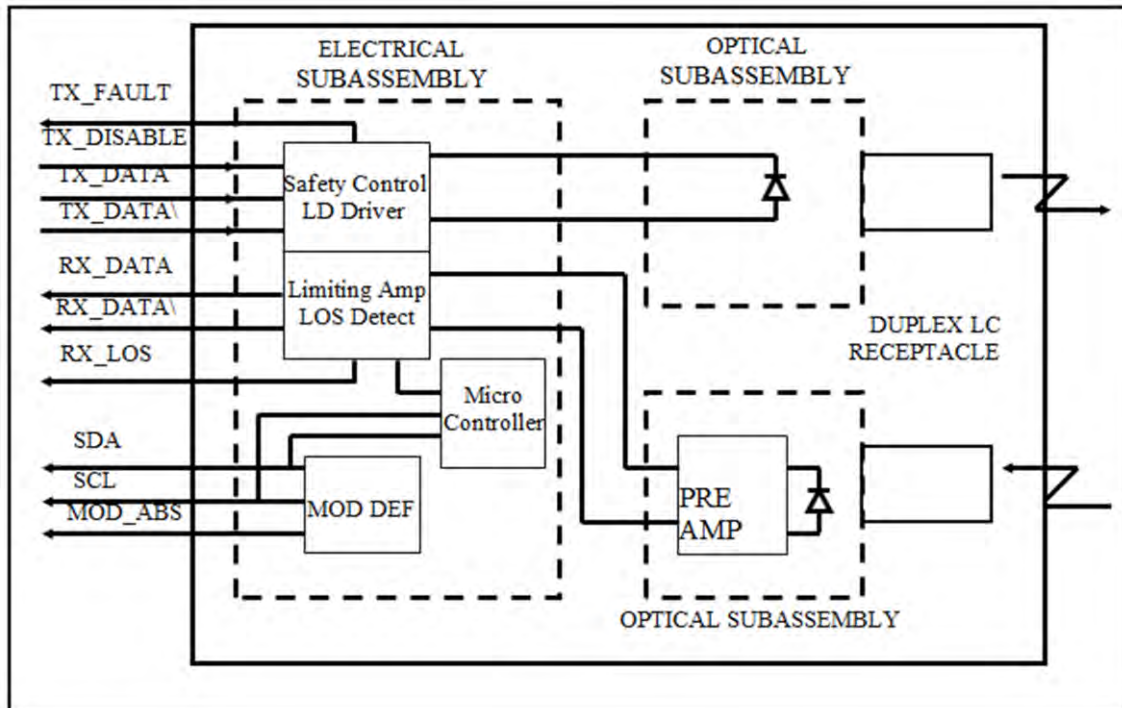 ELECTRICAL
SUBASSEMBLY
OPTICAL
SUBASSEMBLY
TX_FAULT
TX_DISABLE
TX_DATA
TX_DATA\
Safety Control
LD Driver
RX_DATA
RX_DATA\
RX_LOS
Limiting Amp
LOS Detect
DUPLEX LC
RECEPTACLE
Micro
Controller
SDA
SCL
MOD_ABS
MOD DEF
PRE
AMP
OPTICAL SUBASSEMBLY